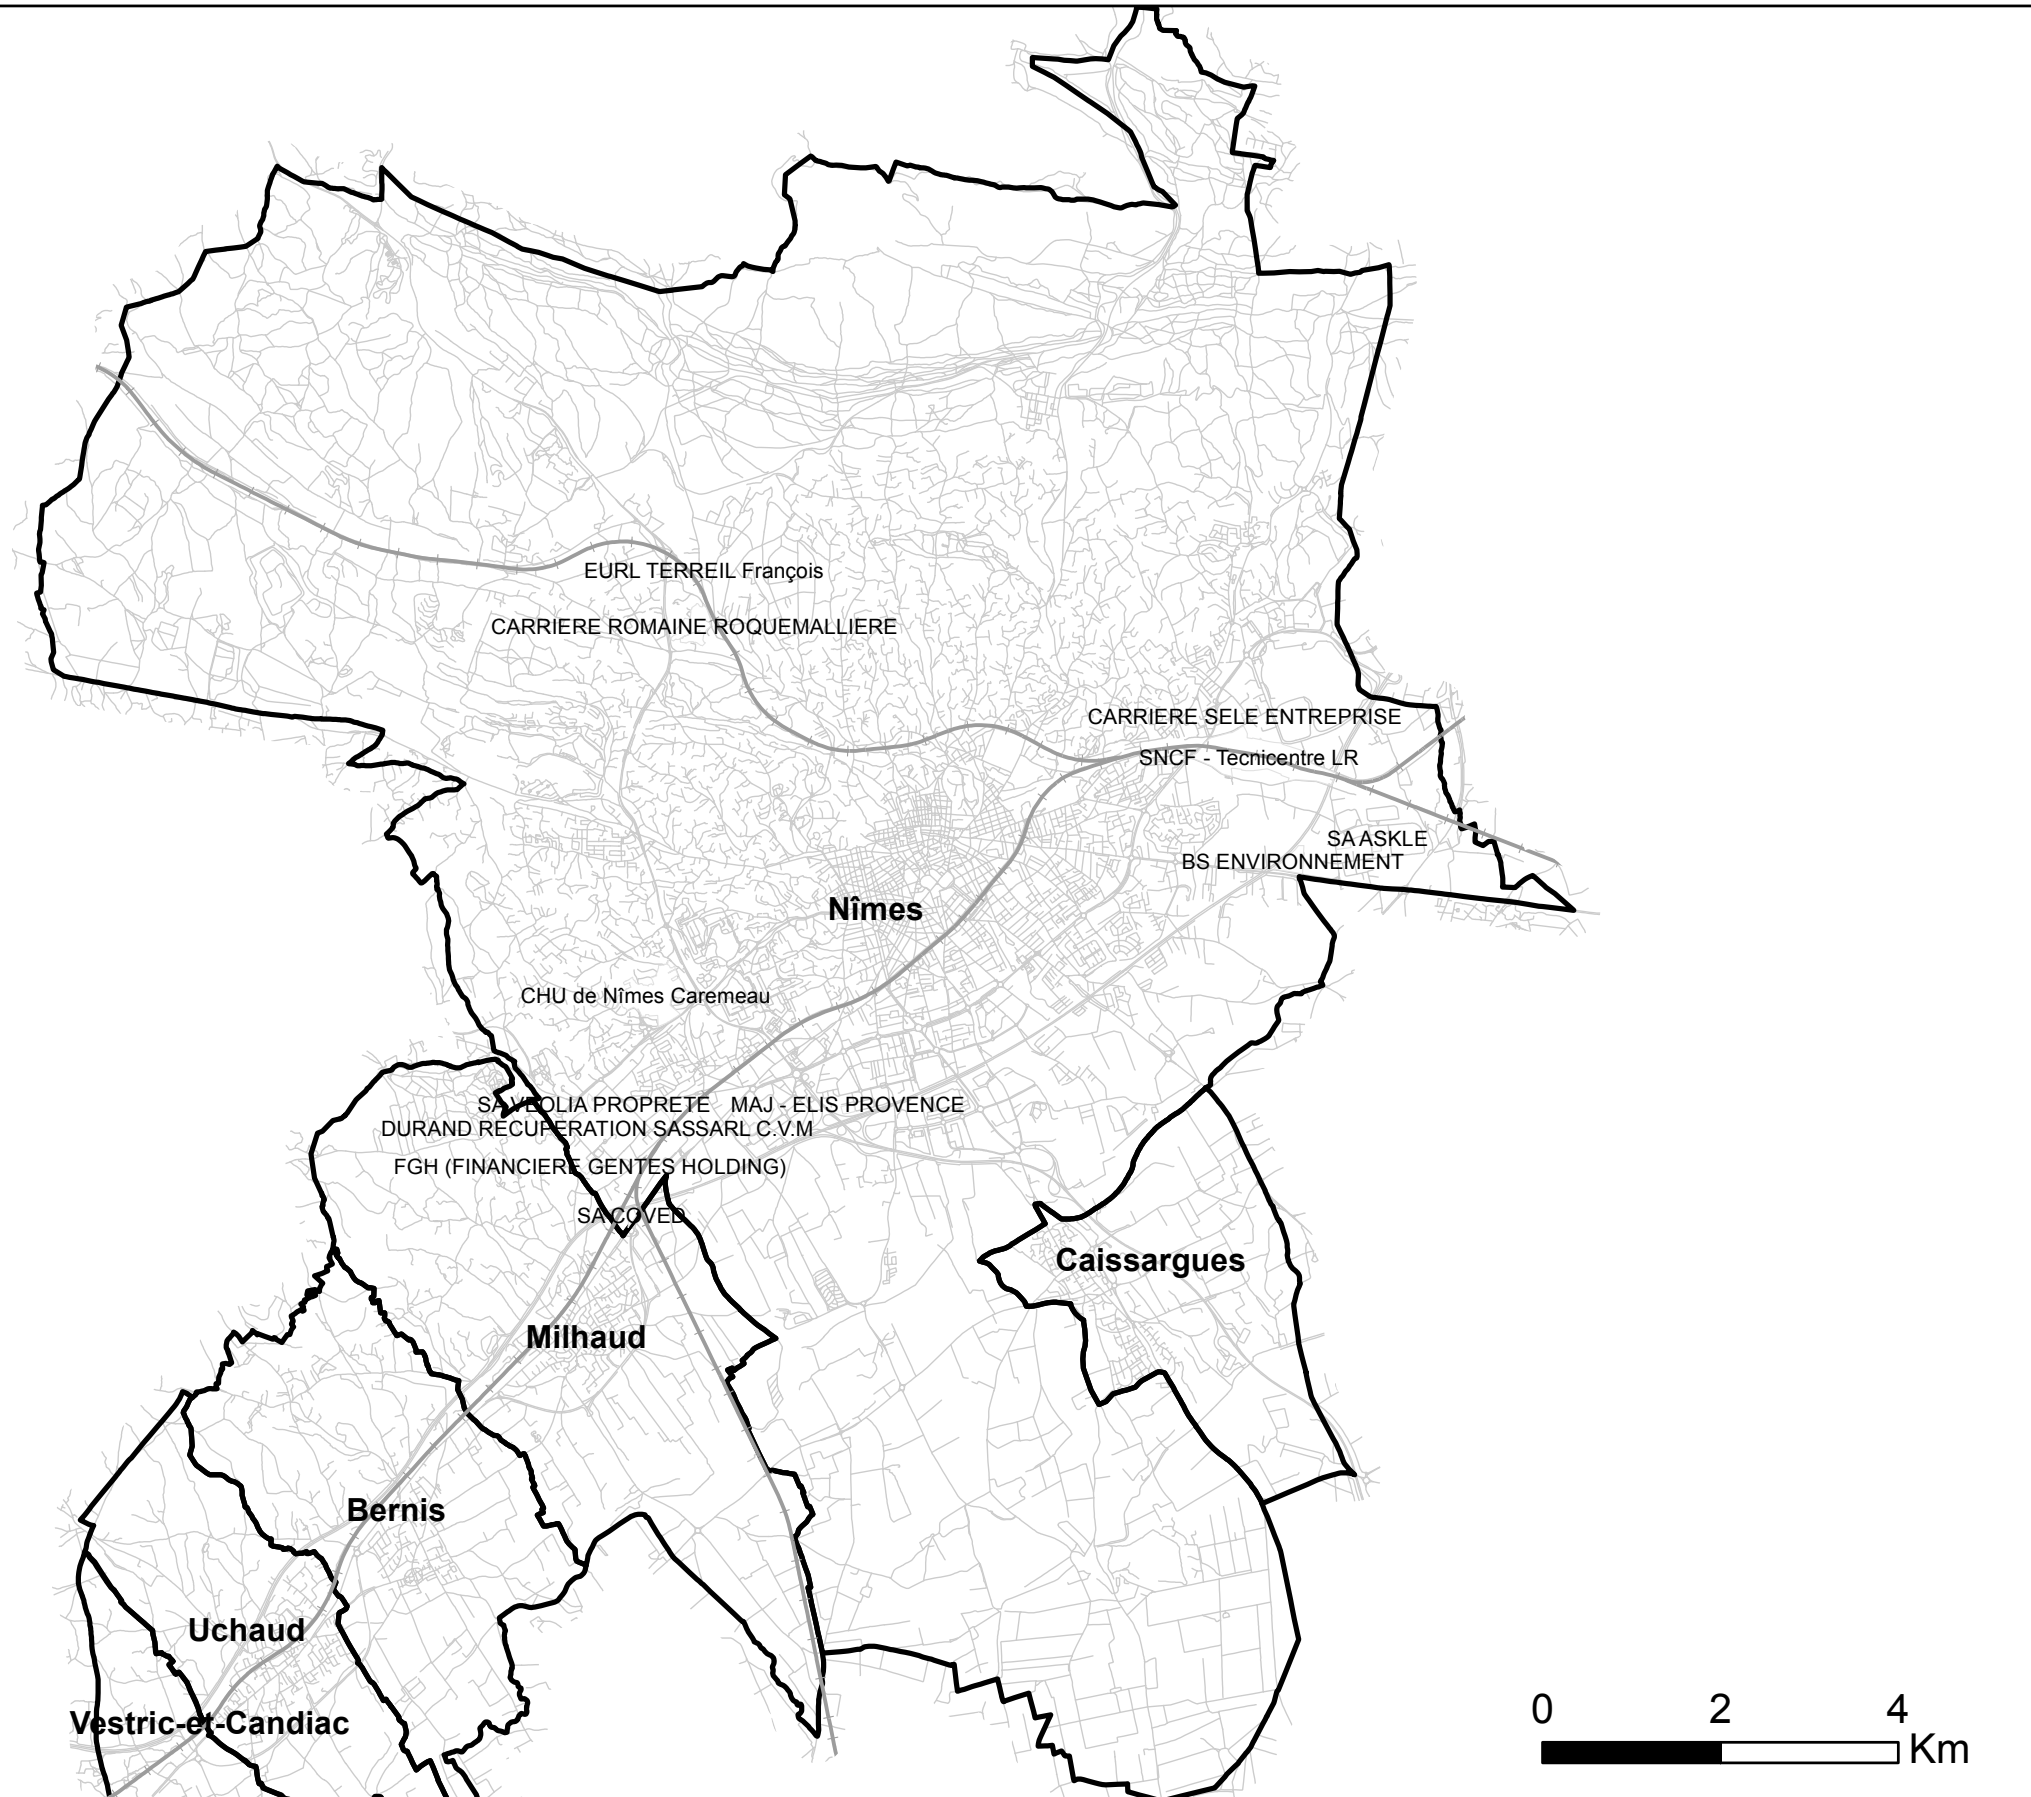 EURL TERREIL François
CARRIERE ROMAINE ROQUEMALLIERE
CARRIERE SELE ENTREPRISE
SNCF - Tecnicentre LR
SA ASKLE
BS ENVIRONNEMENT
Nîmes
CHU de Nîmes Caremeau
SA VEOLIA PROPRETE MAJ - ELIS PROVENCE
DURAND RECUPERATION SASSARL C.V.M
FGH (FINANCIERE GENTES HOLDING)
SA COVED
Caissargues
Milhaud
Bernis
Uchaud
Vestric-et-Candiac
0 2 4
Km